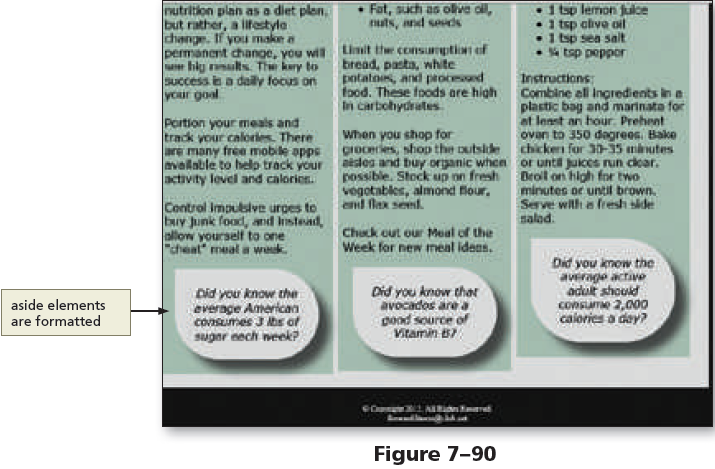 nutrition plan as a diet plan,
but rather, a lifestyle
change. If you make a
permanent change, you will
see big results. The key to
success is a daily focus on
your goal.
Portion your meals and
track your calories. There
are many free mobile apps
available to help track your
activity level and calories.
Control impulsive urges to
buy junk food, and instead,
allow yourself to one
"cheat" meal a week.
Did you know the
average American
consumes 3 lbs of
sugar each week?
• Fat, such as olive oil,
nuts, and seeds
Limit the consumption of
bread, pasta, white
potatoes, and processed
food. These foods are high
in carbohydrates.
When you shop for
groceries, shop the outside
aisles and buy organic when
possible. Stock up on fresh
vegetables, almond flour,
and flax seed.
Check out our Meal of the
Week for new meal ideas.
Did you know that
avocados are a
good source of
Vitamin B?
• 1 tsp lemon juice
• 1 tsp olive oil
• 1 tsp sea salt
• ¼ tsp pepper
Instructions:
Combine all ingredients in a
plastic bag and marinate for
at least an hour. Preheat
oven to 350 degrees. Bake
chicken for 30-35 minutes
or until juices run clear.
Broil on high for two
minutes or until brown.
Serve with a fresh side
salad.
Did you know the
average active
adult should
consume 2,000
calories a day?
aside elements
are formatted
All Rights Reserved
Figure 7–90